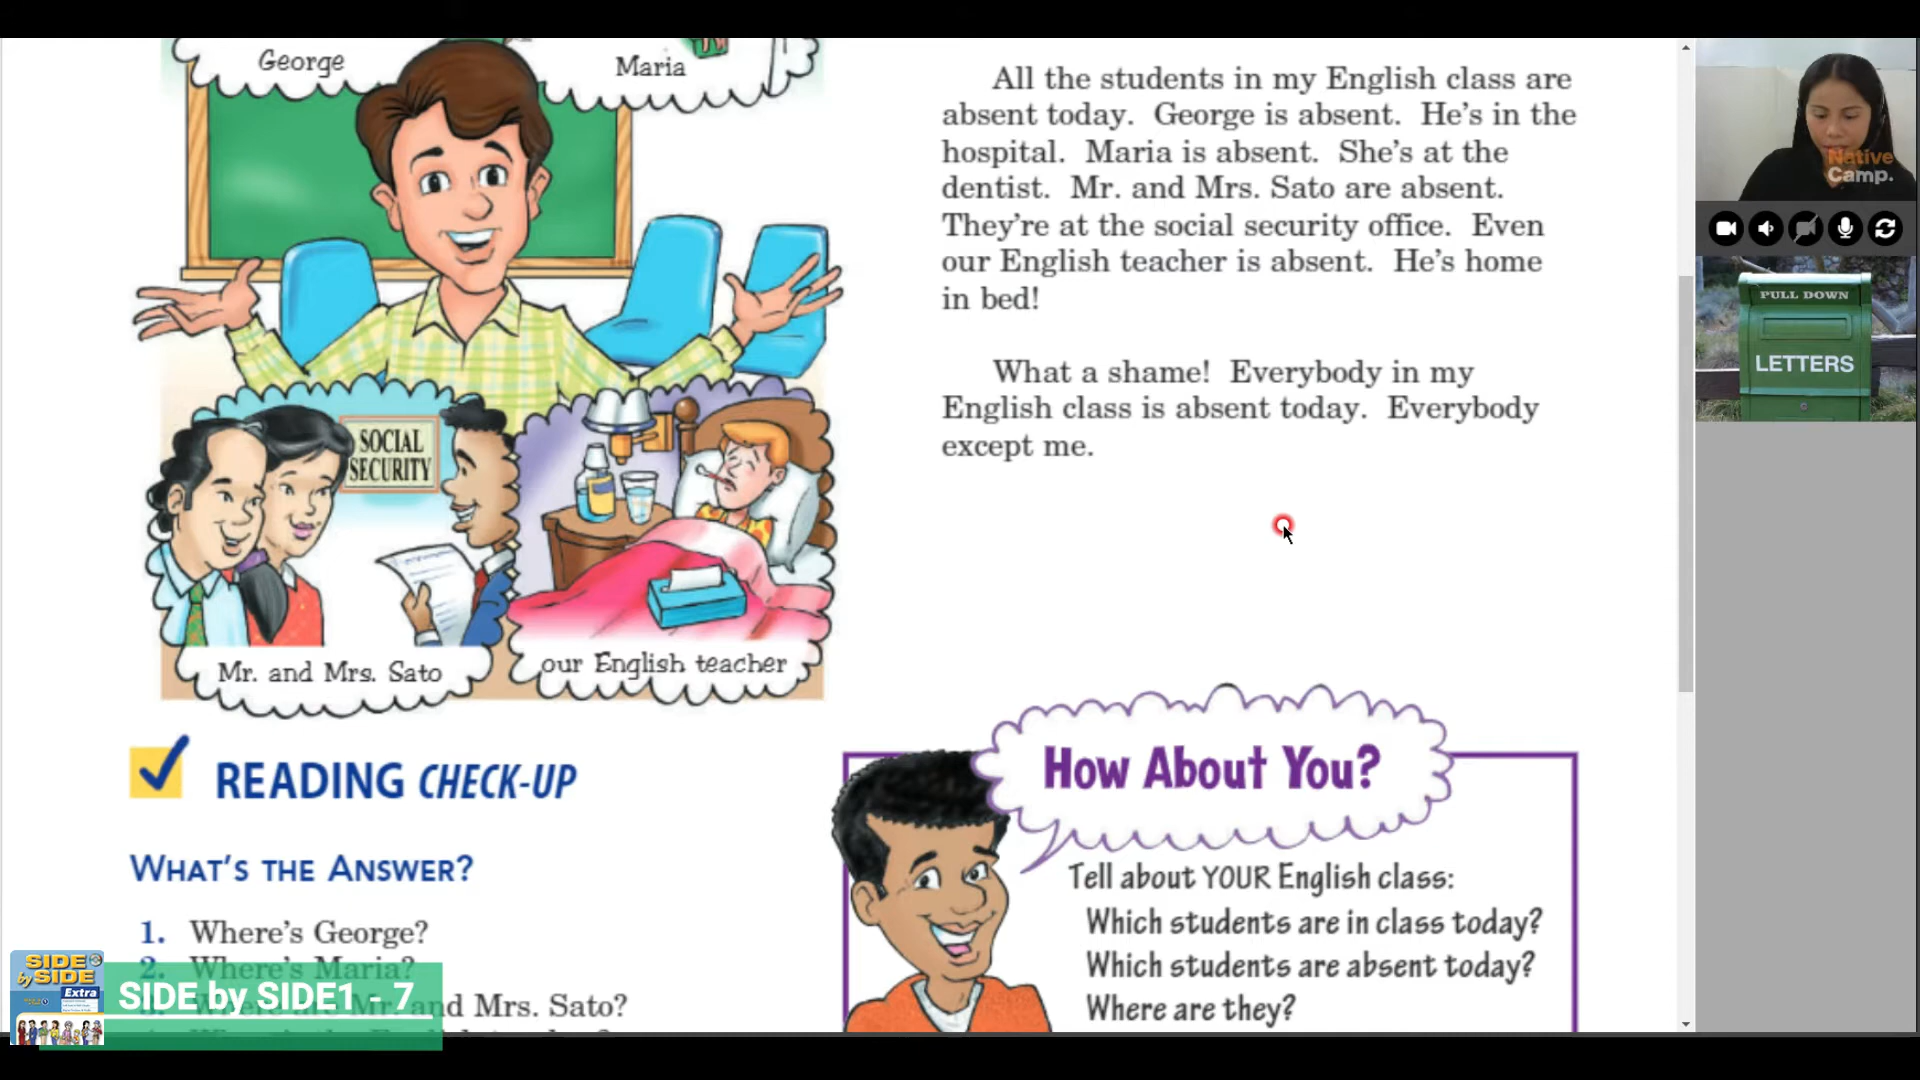 George
Maria
All the students in my English class are
absent today. George is absent. He's in the
hospital. Maria is absent. She's at the
dentist. Mr. and Mrs. Sato are absent.
They're at the social security office. Even
our English teacher is absent. He's home
in bed!
What a shame! Everybody in my
English class is absent today. Everybody
except me.
SOCIAL
SECURITY
Mr. and Mrs. Sato
our English teacher
READING CHECK-UP
WHAT'S THE ANSWER?
1. Where's George?
2. Where's Maria?
and Mrs. Sato?
How About You?
Tell about YOUR English class:
Which students are in class today?
Which students are absent today?
Where are they?
SIDE
by SIDE
Extra
SIDE by SIDE1 - 7
Native
Camp.
PULL DOWN
LETTERS